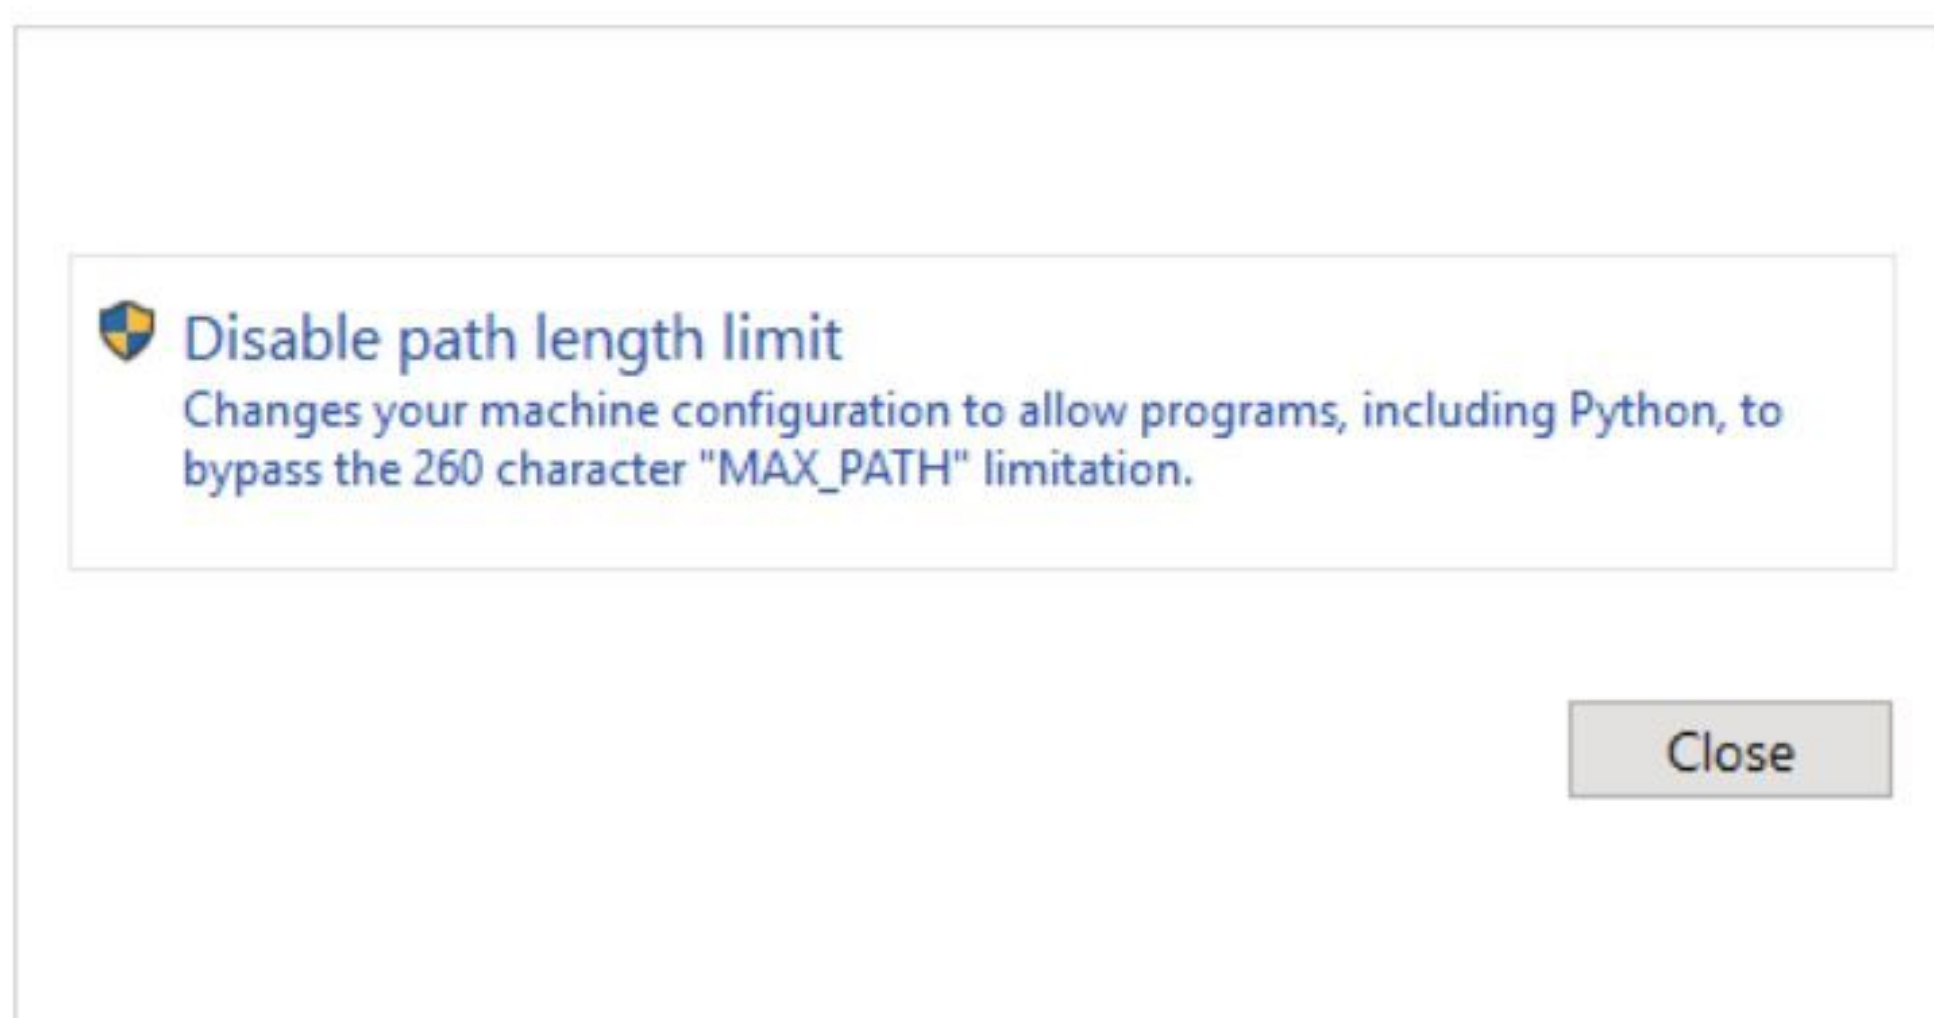 Disable path length limit
Changes your machine configuration to allow programs, including Python, to
bypass the 260 character "MAX_PATH" limitation.
Close